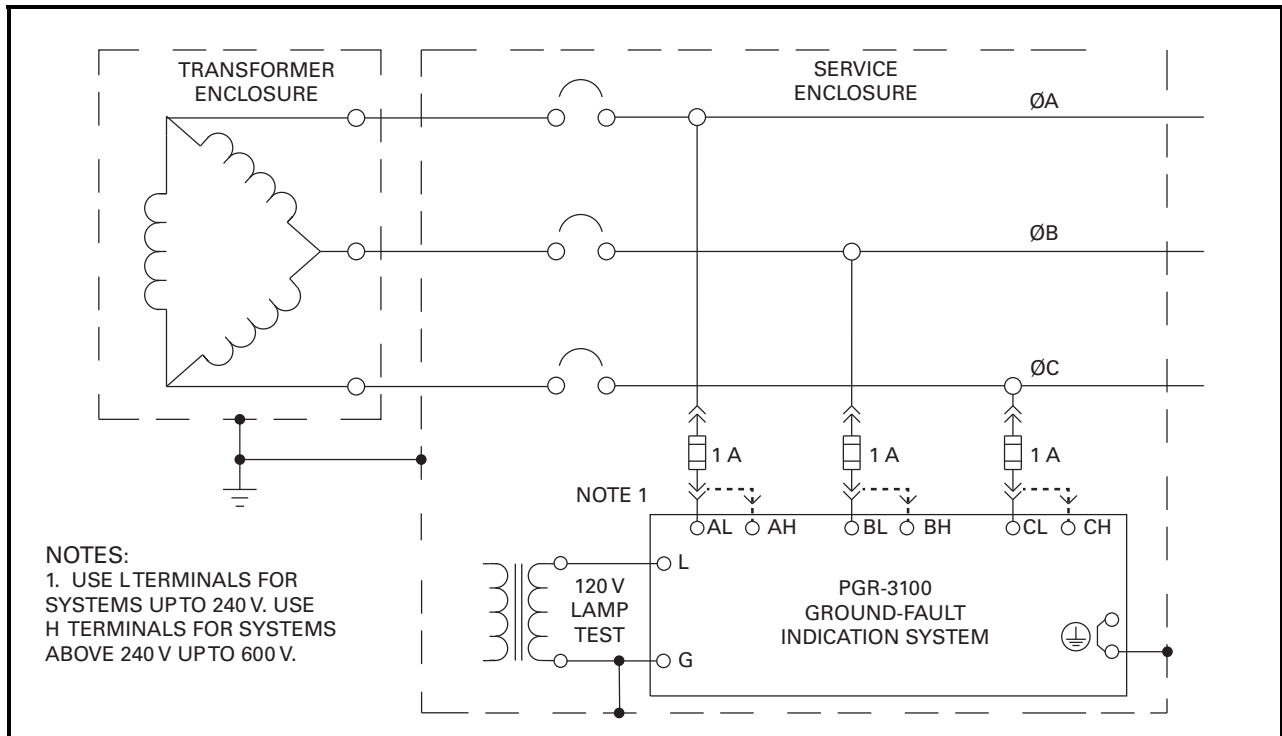 TRANSFORMER
ENCLOSURE
SERVICE
ENCLOSURE
ØA
ØB
ØC
1 A
1 A
1 A
NOTE 1
AL AH BL BH CL CH
L
120 V
LAMP
TEST
G
PGR-3100
GROUND-FAULT
INDICATION SYSTEM
NOTES:
1. USE L TERMINALS FOR
SYSTEMS UP TO 240 V. USE
H TERMINALS FOR SYSTEMS
ABOVE 240 V UP TO 600 V.